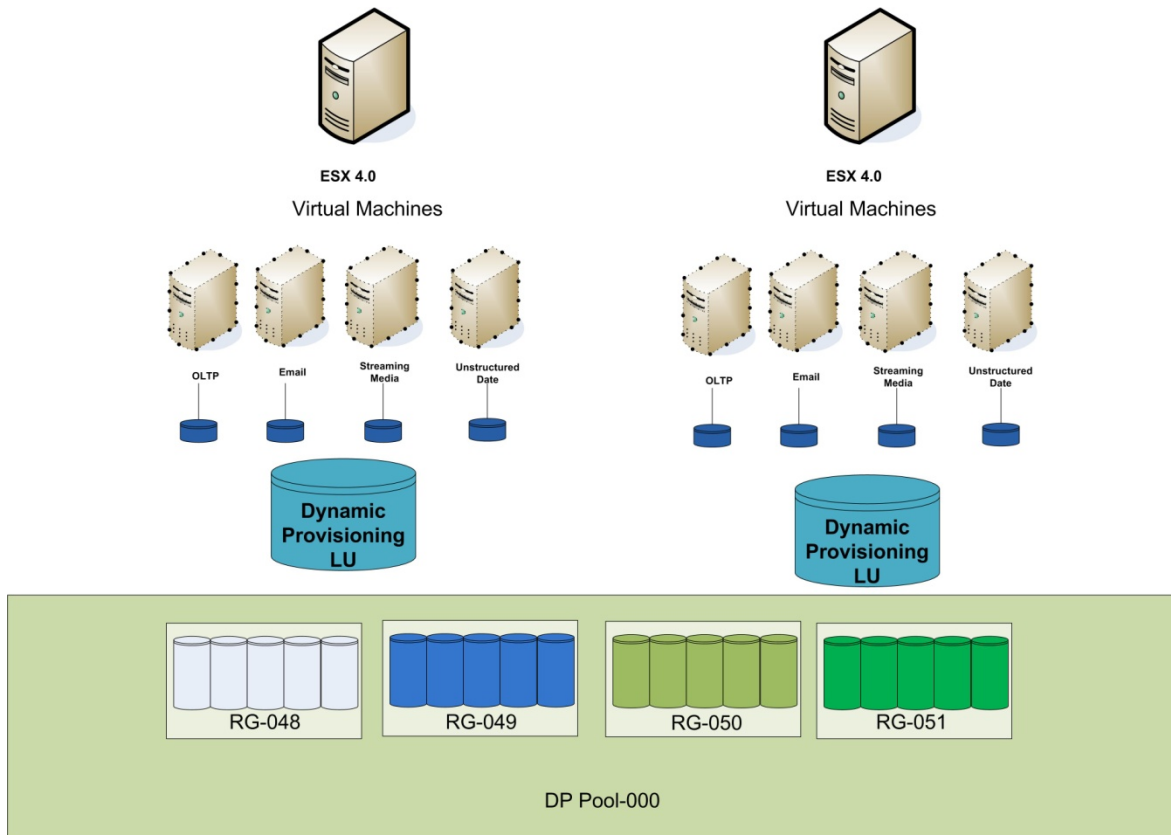 ESX 4.0
Virtual Machines
OLTP
Email
Streaming
Media
Unstructured
Date
Dynamic
Provisioning
LU
ESX 4.0
Virtual Machines
OLTP
Email
Streaming
Media
Unstructured
Date
Dynamic
Provisioning
LU
RG-048
RG-049
RG-050
RG-051
DP Pool-000